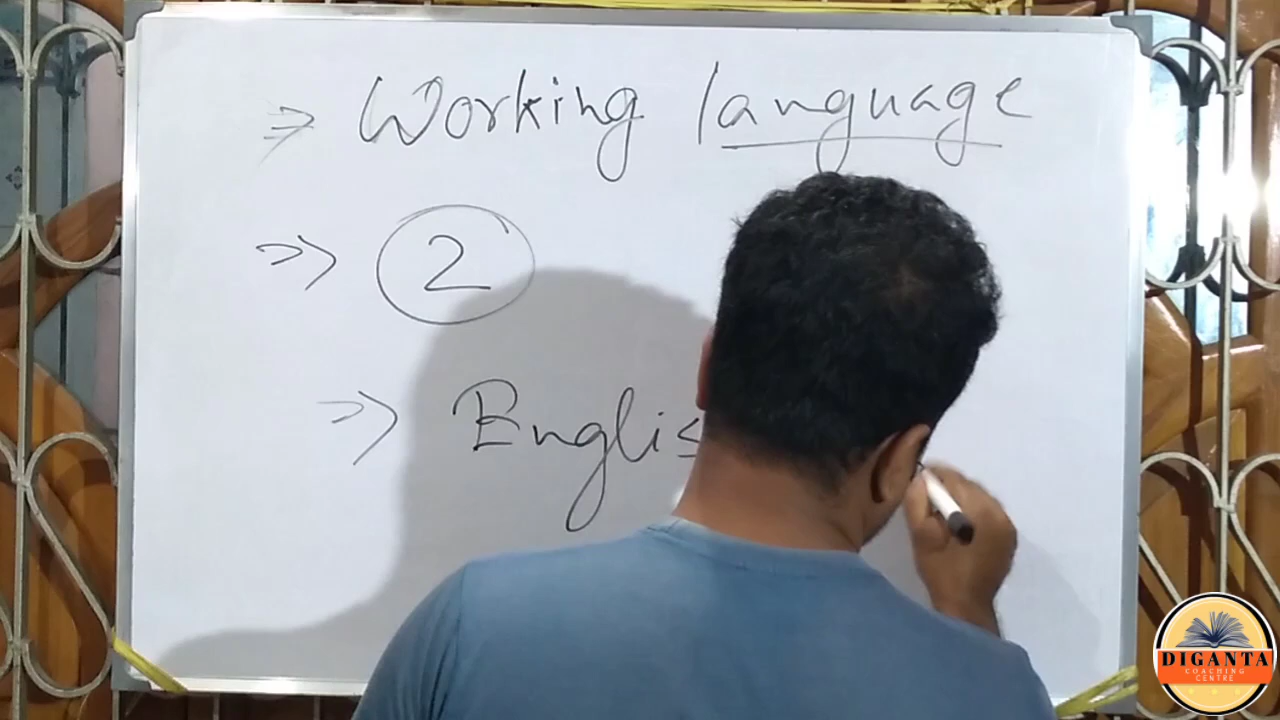 ⇒ Working language
⇒ 2
⇒ Englis
DIGANTA
COACHING
CENTRE